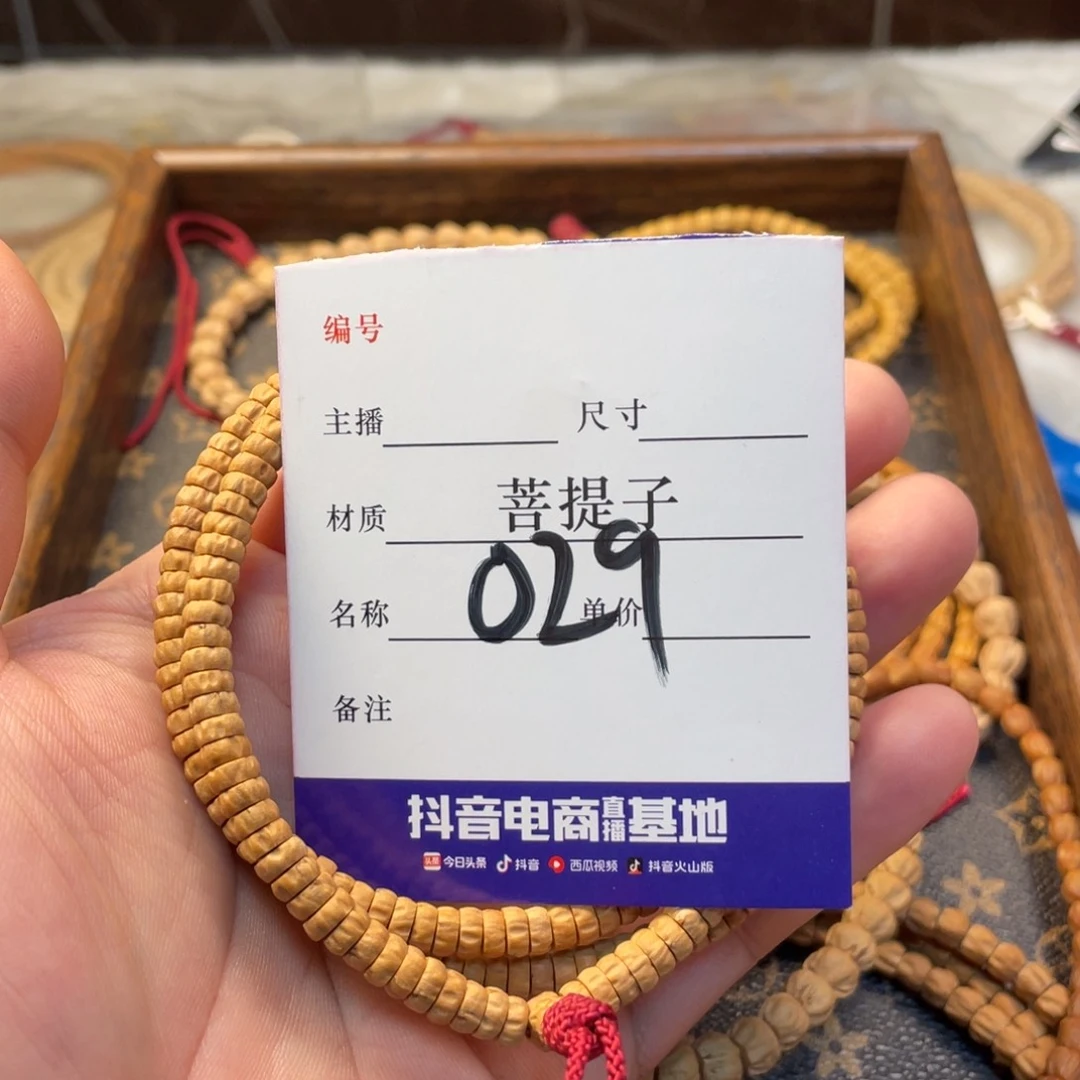 编号
主播 尺寸
材质 菩提子
029
名称 单价
备注
抖音电商直播基地
头条 今日头条 抖音 西瓜视频 抖音火山版